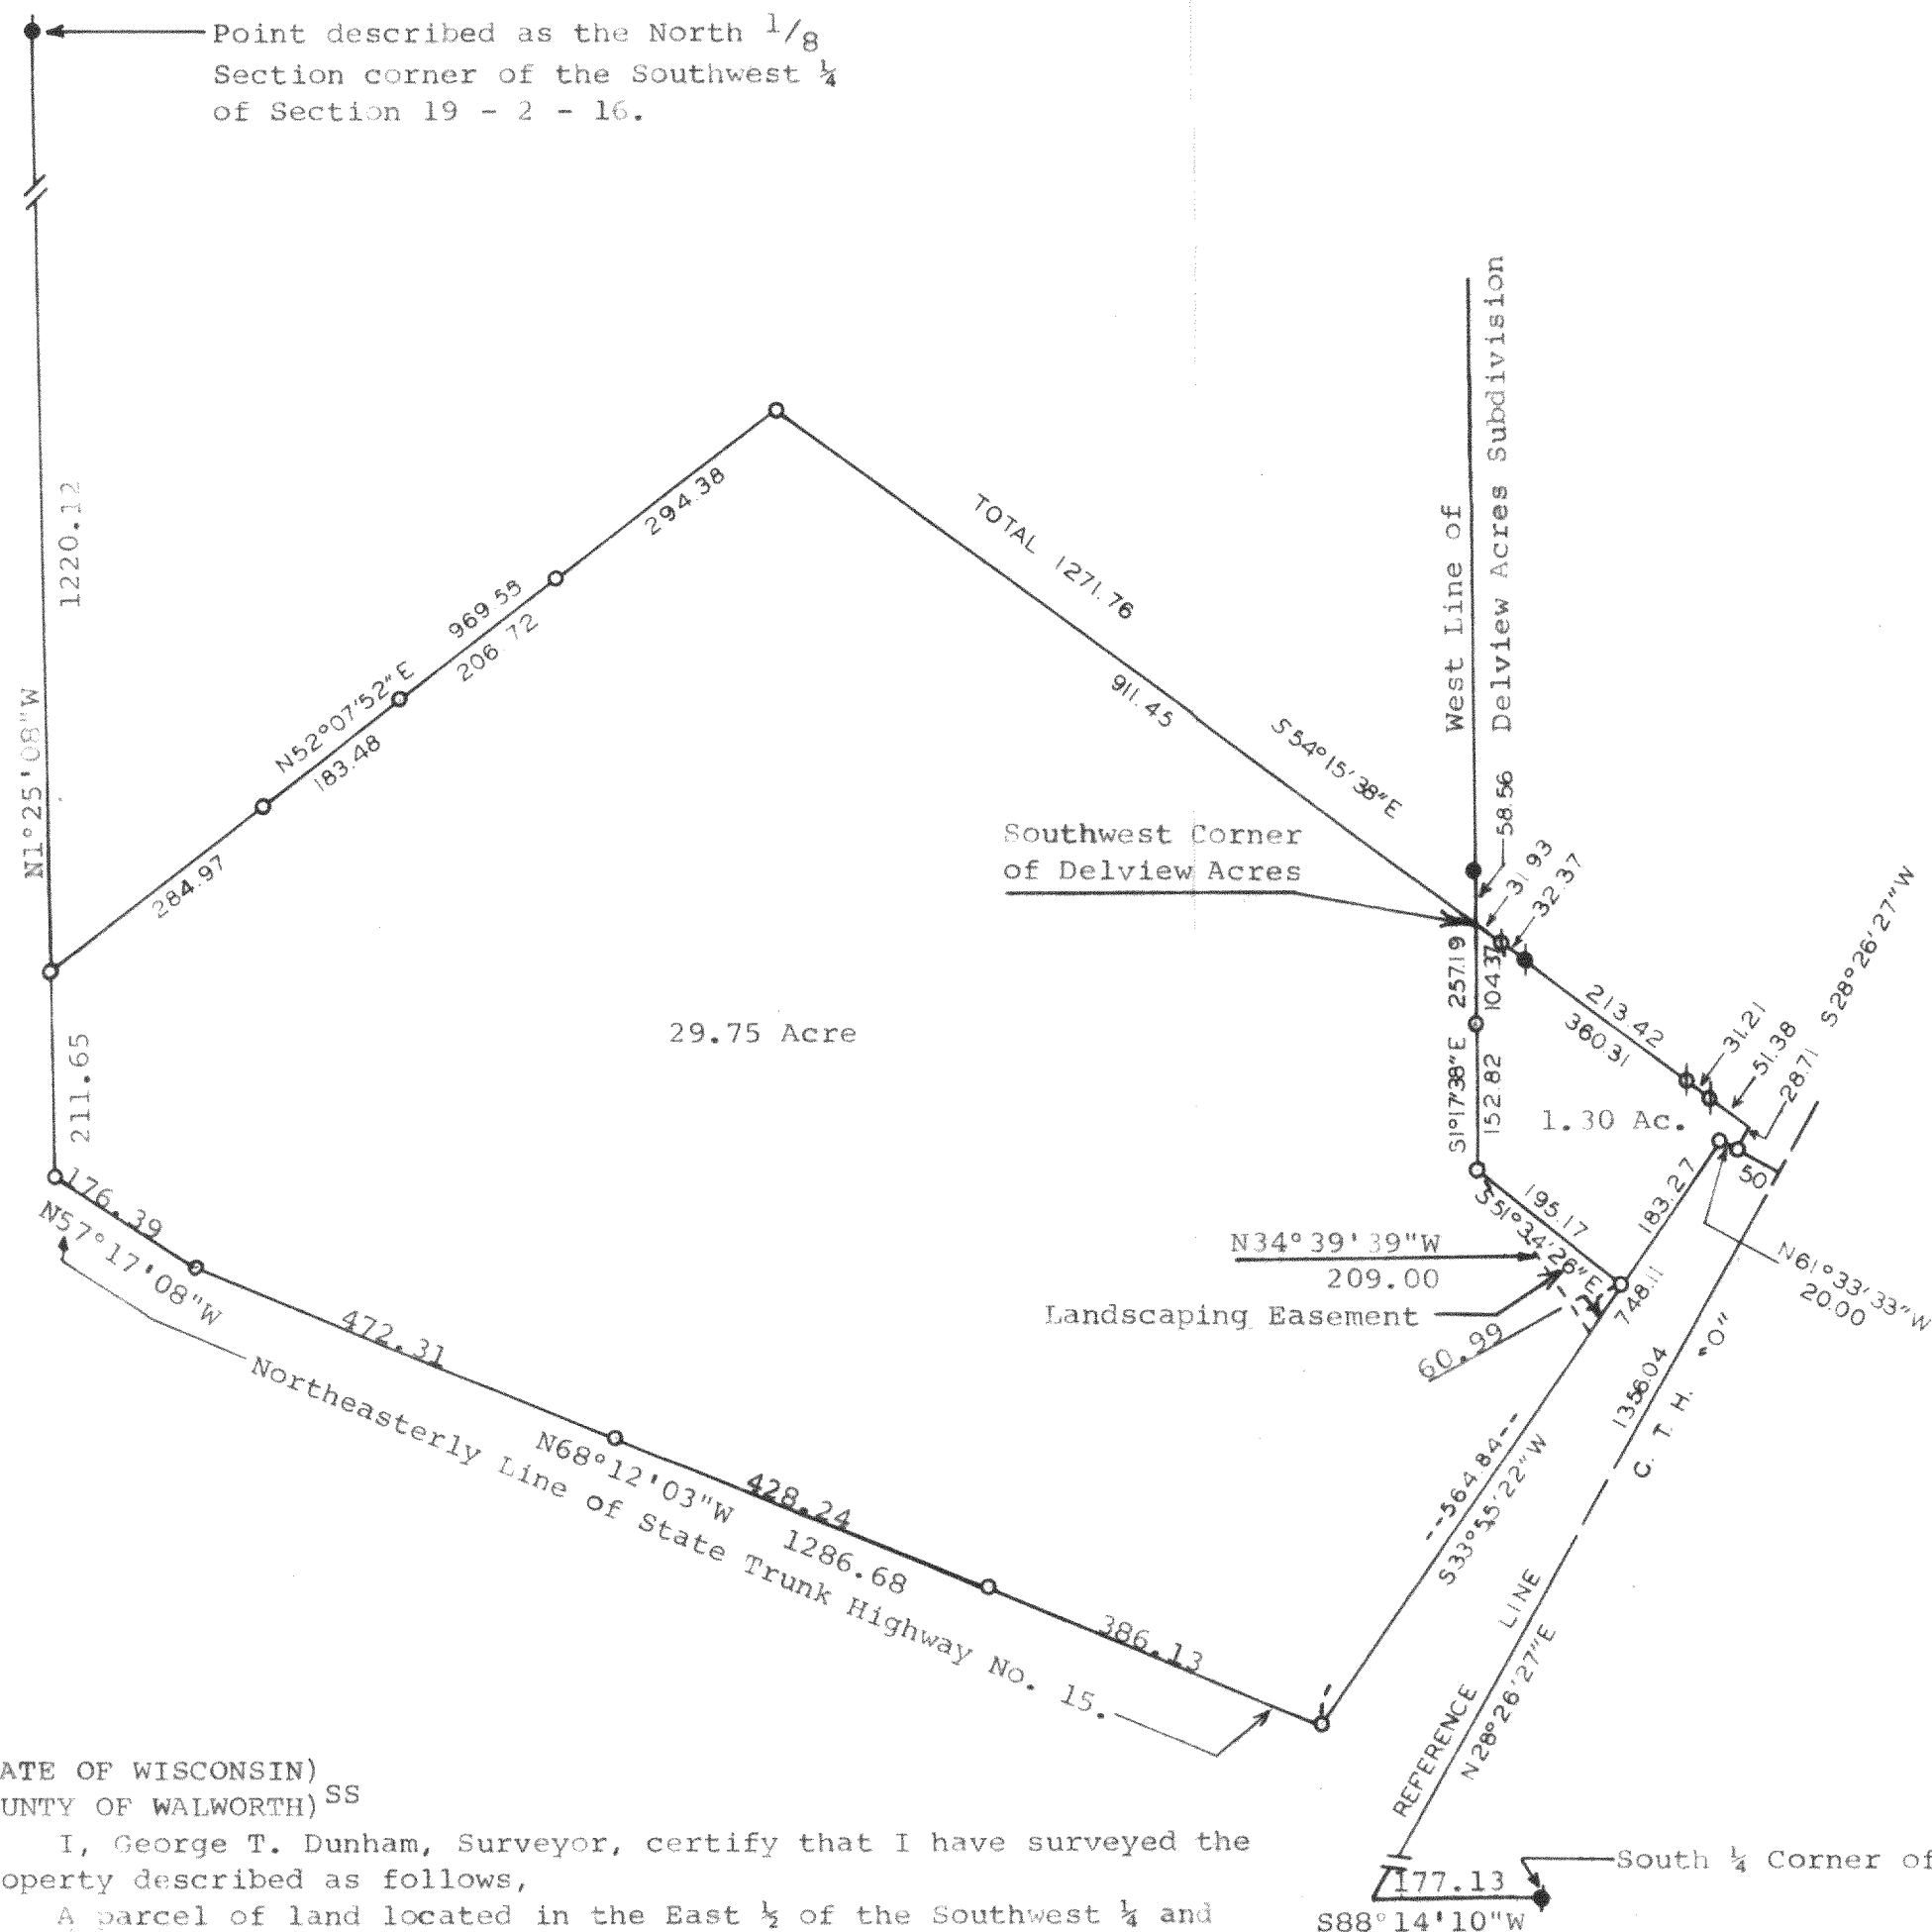 Point described as the North 1/8
Section corner of the Southwest ¼
of Section 19 - 2 - 16.
1220.12
N1°25'08"W
294.38
969.55
206.72
N52°07'52"E
183.48
284.97
TOTAL 1271.76
911.45
S54°15'38"E
West Line of
Delview Acres Subdivision
58.56
31.93
32.37
Southwest Corner
of Delview Acres
S28°26'27"W
257.19
104.37
S1°17'38"E
152.82
213.42
360.31
31.21
51.38
28.71
29.75 Acre
1.30 Ac.
211.65
50
183.27
N61°33'33"W
20.00
195.17
S51°34'26"E
N34°39'39"W
209.00
Landscaping Easement
60.99
748.11
176.39
N57°17'08"W
472.31
Northeasterly Line of State Trunk Highway No. 15.
N68°12'03"W
428.24
1286.68
386.13
564.84
S33°55'22"W
1356.04
C. T. H. "O"
REFERENCE LINE
N28°26'27"E
ATE OF WISCONSIN)
UNTY OF WALWORTH) SS
I, George T. Dunham, Surveyor, certify that I have surveyed the
operty described as follows,
A parcel of land located in the East ½ of the Southwest ¼ and
South ¼ Corner of
177.13
S88°14'10"W